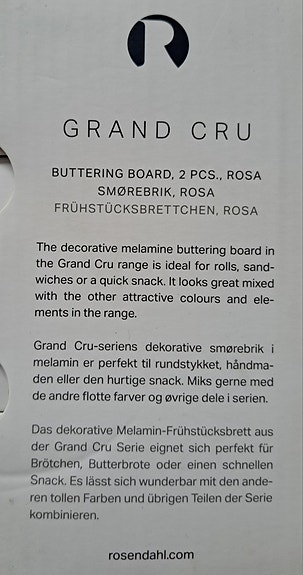 R
GRAND CRU
BUTTERING BOARD, 2 PCS., ROSA
SMØREBRIK, ROSA
FRÜHSTÜCKSBRETTCHEN, ROSA
The decorative melamine buttering board in
the Grand Cru range is ideal for rolls, sand-
wiches or a quick snack. It looks great mixed
with the other attractive colours and ele-
ments in the range.
Grand Cru-seriens dekorative smørebrik i
melamin er perfekt til rundstykket, håndma-
den eller den hurtige snack. Miks gerne med
de andre flotte farver og øvrige dele i serien.
Das dekorative Melamin-Frühstücksbrett aus
der Grand Cru Serie eignet sich perfekt für
Brötchen, Butterbrote oder einen schnellen
Snack. Es lässt sich wunderbar mit den ande-
ren tollen Farben und übrigen Teilen der Serie
kombinieren.
rosendahl.com